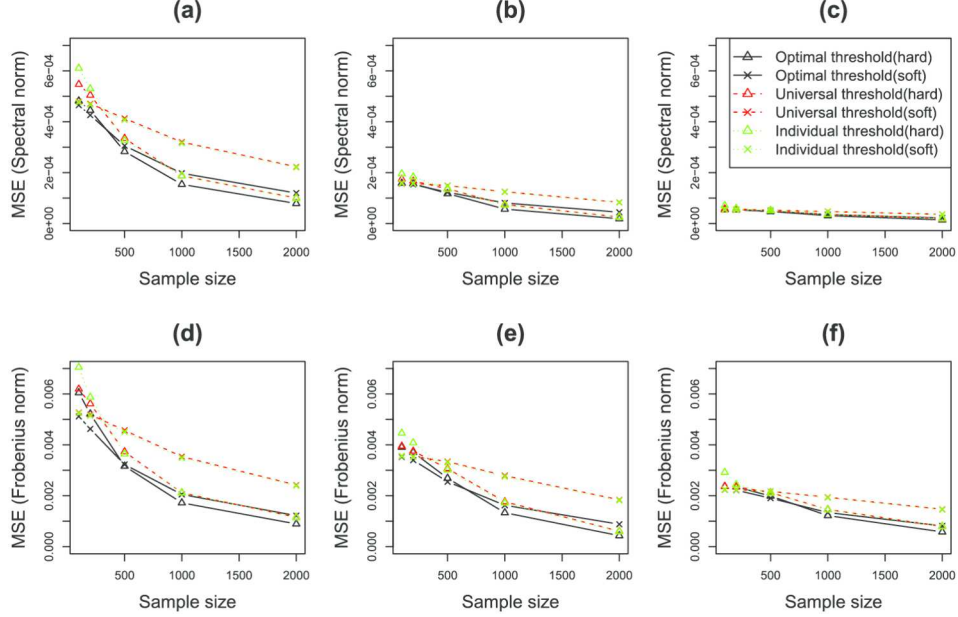 (a)
MSE (Spectral norm)
0e+00 2e-04 4e-04 6e-04
500 1000 1500 2000
Sample size
(b)
MSE (Spectral norm)
0e+00 2e-04 4e-04 6e-04
500 1000 1500 2000
Sample size
(c)
MSE (Spectral norm)
0e+00 2e-04 4e-04 6e-04
Optimal threshold(hard)
Optimal threshold(soft)
Universal threshold(hard)
Universal threshold(soft)
Individual threshold(hard)
Individual threshold(soft)
500 1000 1500 2000
Sample size
(d)
MSE (Frobenius norm)
0.000 0.002 0.004 0.006
500 1000 1500 2000
Sample size
(e)
MSE (Frobenius norm)
0.000 0.002 0.004 0.006
500 1000 1500 2000
Sample size
(f)
MSE (Frobenius norm)
0.000 0.002 0.004 0.006
500 1000 1500 2000
Sample size